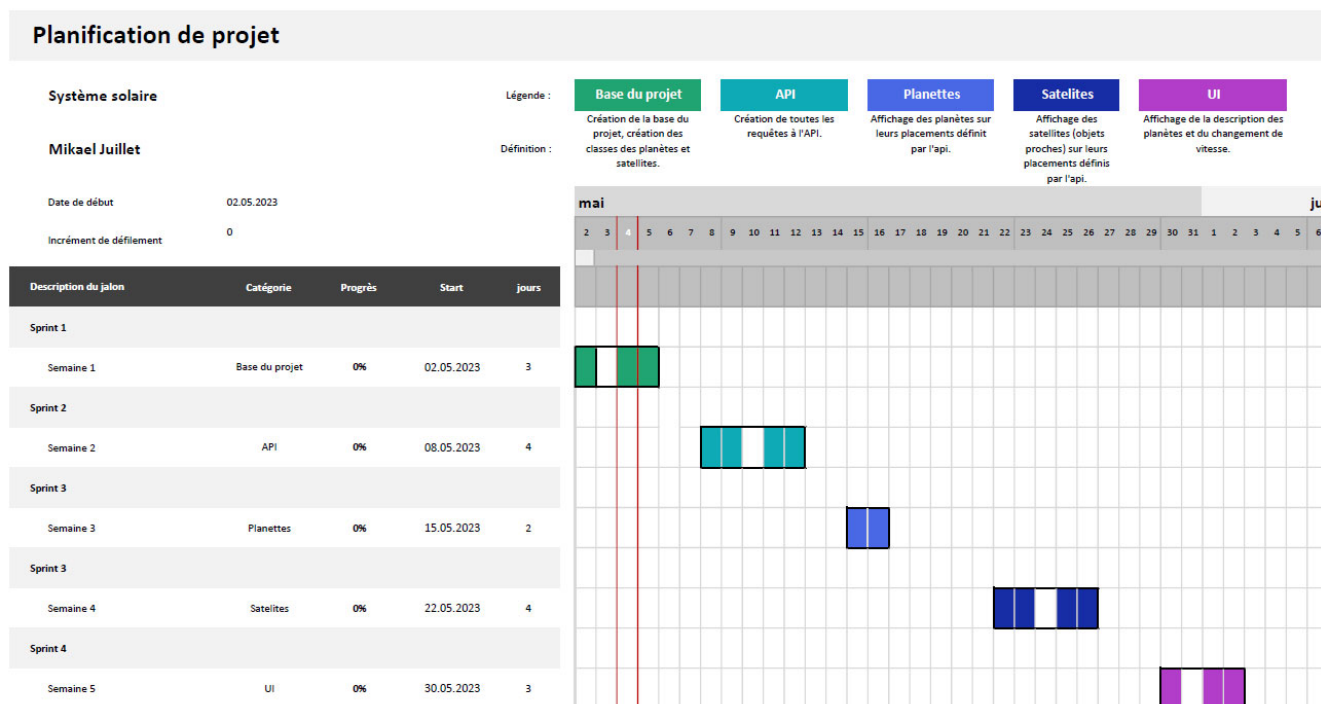 Planification de projet
Système solaire
Légende :
Base du projet
API
Planettes
Satelites
UI
Mikael Juillet
Définition :
Création de la base du
projet, création des
classes des planètes et
satellites.
Création de toutes les
requêtes à l'API.
Affichage des planètes sur
leurs placements définit
par l'api.
Affichage des
satellites (objets
proches) sur leurs
placements définis
par l'api.
Affichage de la description des
planètes et du changement de
vitesse.
Date de début 02.05.2023
Incrément de défilement 0
mai ju
2 3 4 5 6 7 8 9 10 11 12 13 14 15 16 17 18 19 20 21 22 23 24 25 26 27 28 29 30 31 1 2 3 4 5 6
Description du jalon Catégorie Progrès Start jours
Sprint 1
Semaine 1 Base du projet 0% 02.05.2023 3
Sprint 2
Semaine 2 API 0% 08.05.2023 4
Sprint 3
Semaine 3 Planettes 0% 15.05.2023 2
Sprint 3
Semaine 4 Satelites 0% 22.05.2023 4
Sprint 4
Semaine 5 UI 0% 30.05.2023 3